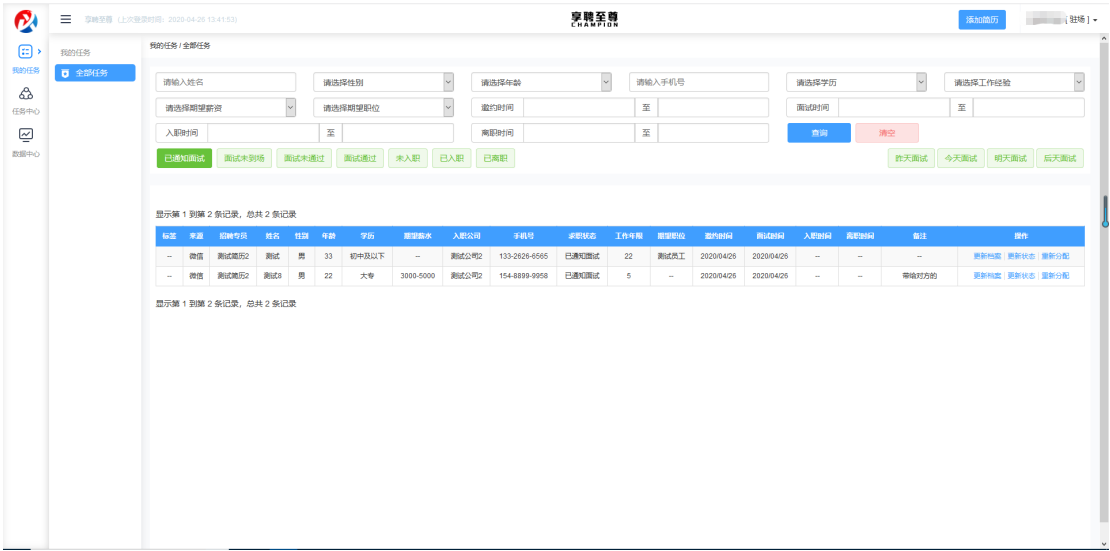 享聘至尊（上次登录时间：2020-04-26 13:41:53）
享聘至尊
CHAMPION
添加简历
[ 驻场 ]
我的任务
任务中心
数据中心
我的任务
全部任务
我的任务 / 全部任务
请输入姓名 请选择性别 请选择年龄 请输入手机号 请选择学历 请选择工作经验
请选择期望薪资 请选择期望职位 邀约时间 至 面试时间 至
入职时间 至 离职时间 至 查询 清空
已通知面试 面试未到场 面试未通过 面试通过 未入职 已入职 已离职 昨天面试 今天面试 明天面试 后天面试
显示第 1 到第 2 条记录，总共 2 条记录
标签 来源 招聘专员 姓名 性别 年龄 学历 期望薪水 入职公司 手机号 求职状态 工作年限 期望职位 邀约时间 面试时间 入职时间 离职时间 备注 操作
-- 微信 测试简历2 测试 男 33 初中及以下 -- 测试公司2 133-2626-6565 已通知面试 22 测试员工 2020/04/26 2020/04/26 -- -- -- 更新档案 | 更新状态 | 重新分配
-- 微信 测试简历2 测试8 男 22 大专 3000-5000 测试公司2 154-8899-9958 已通知面试 5 -- 2020/04/26 2020/04/26 -- -- 带给对方的 更新档案 | 更新状态 | 重新分配
显示第 1 到第 2 条记录，总共 2 条记录